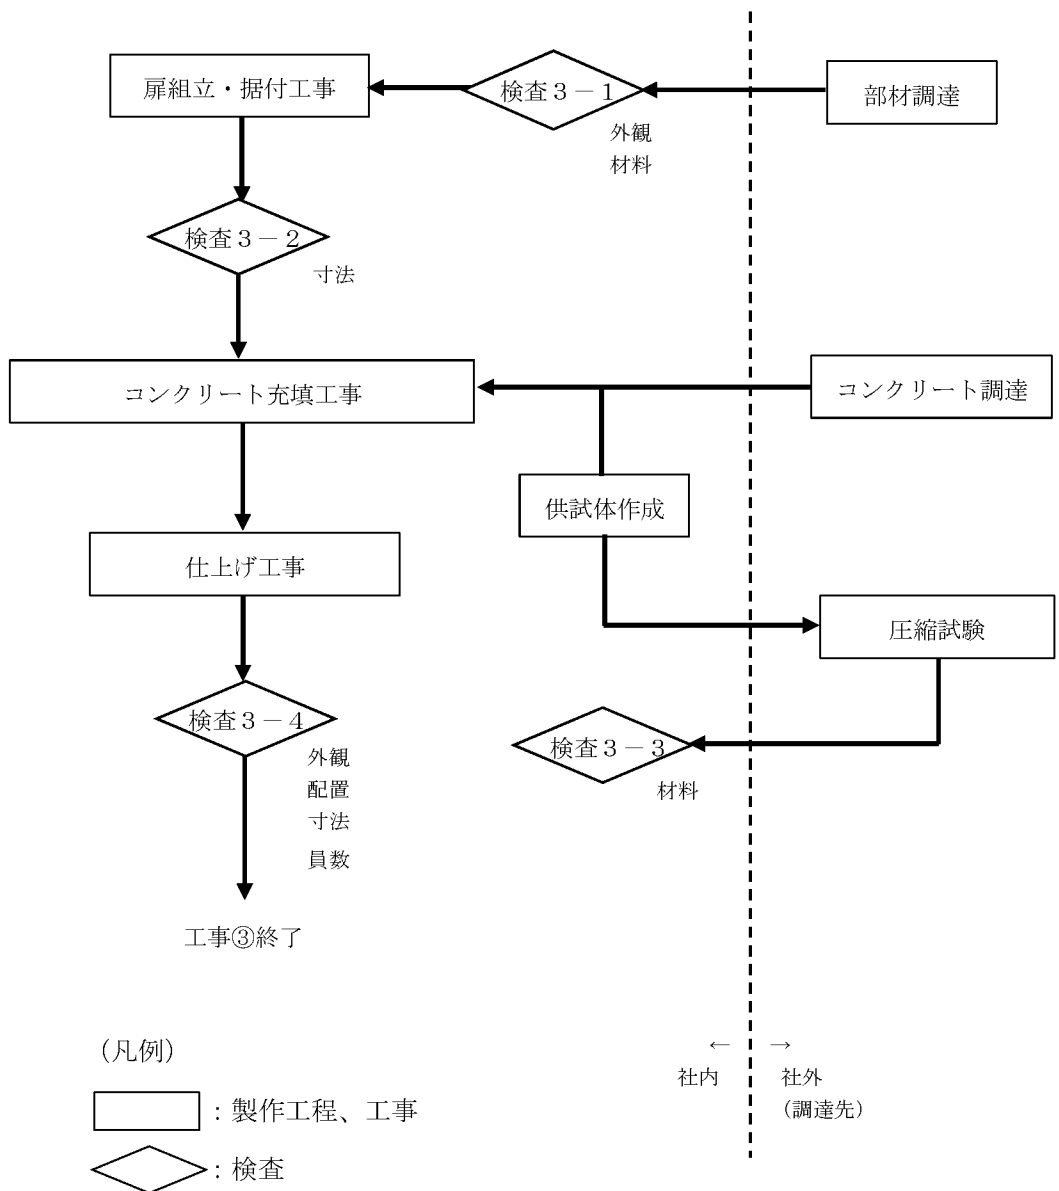 扉組立・据付工事
検査3－1
部材調達
外観
材料
検査3－2
寸法
コンクリート充填工事
コンクリート調達
供試体作成
仕上げ工事
圧縮試験
検査3－4
検査3－3
外観
配置
寸法
員数
材料
工事③終了
（凡例）
← →
社内 社外
（調達先）
：製作工程、工事
：検査